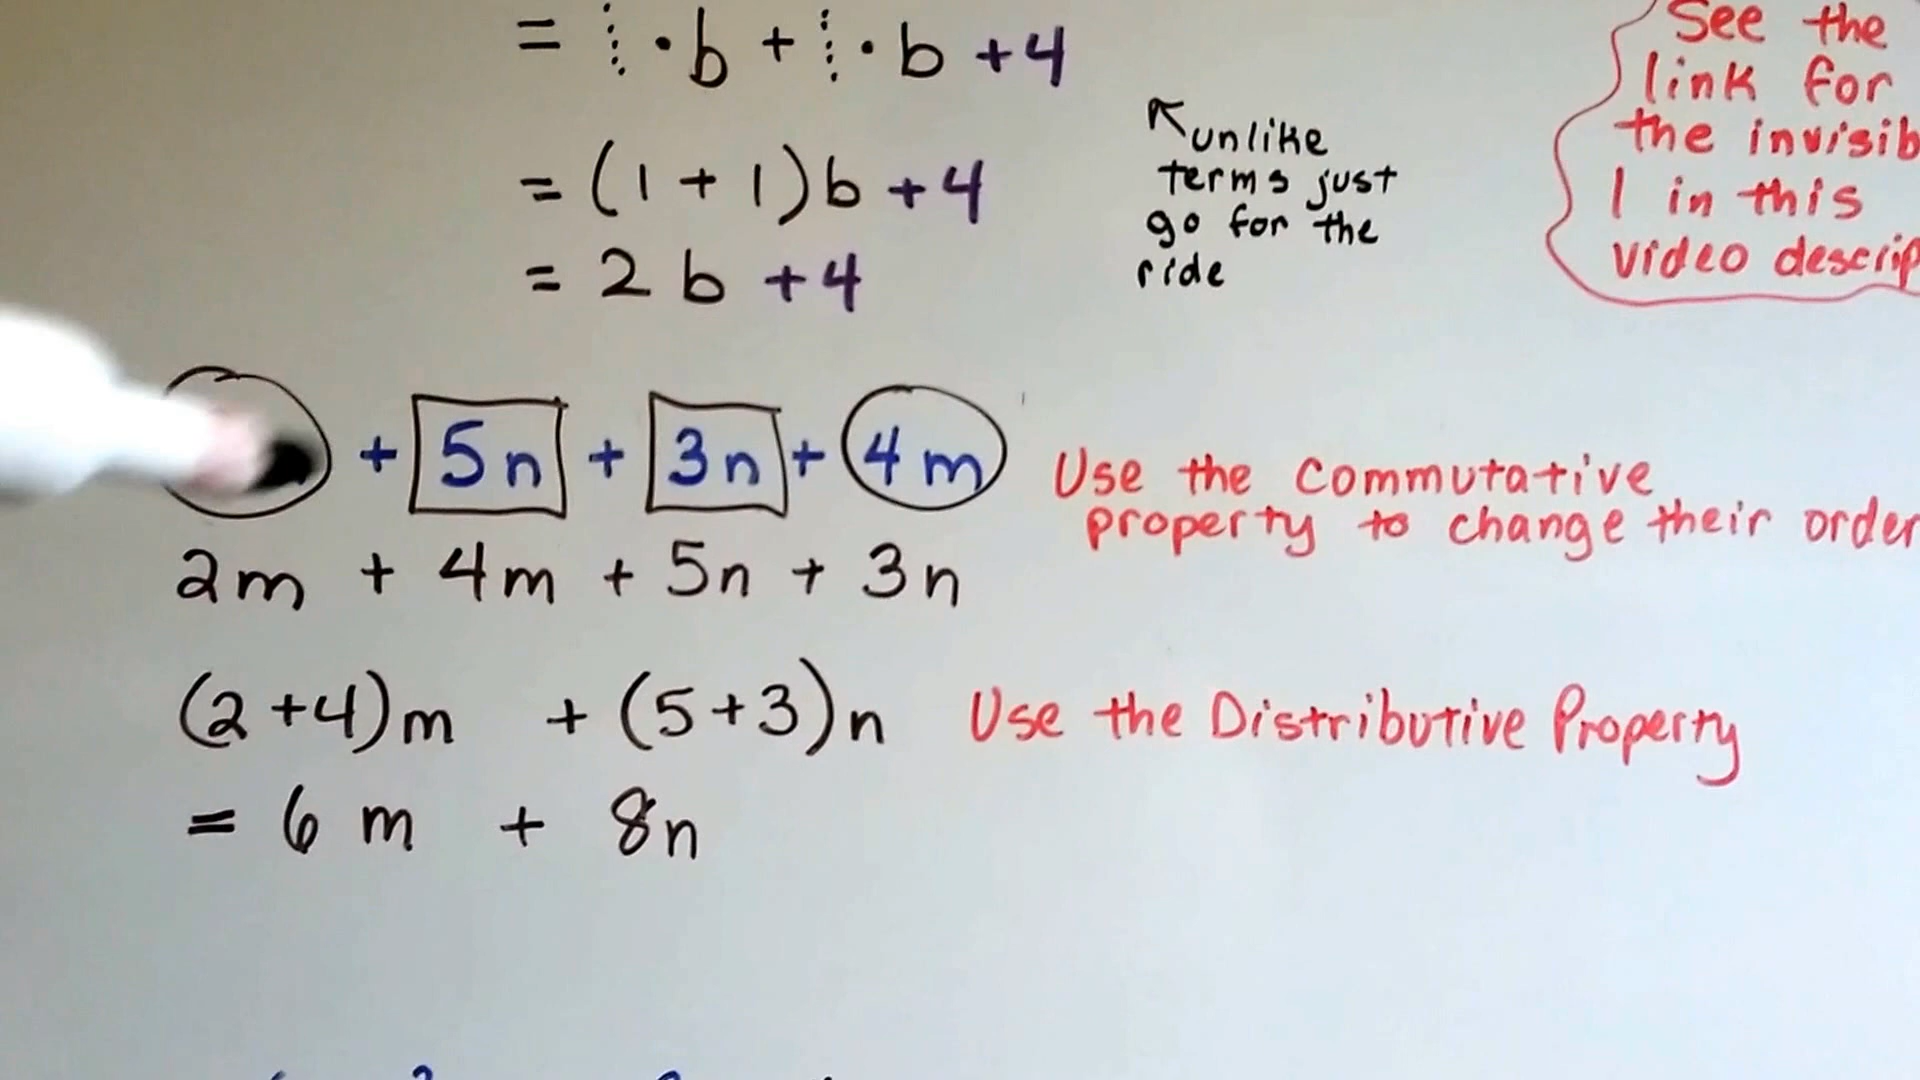 = ⋮ · b + ⋮ · b + 4
= (1 + 1)b + 4
= 2b + 4
↖ unlike
terms just
go for the
ride
See the
link for
the invisib
1 in this
video descrip
+ 5n + 3n + 4m
Use the commutative
property to change their order
2m + 4m + 5n + 3n
(2+4)m + (5+3)n Use the Distributive Property
= 6m + 8n